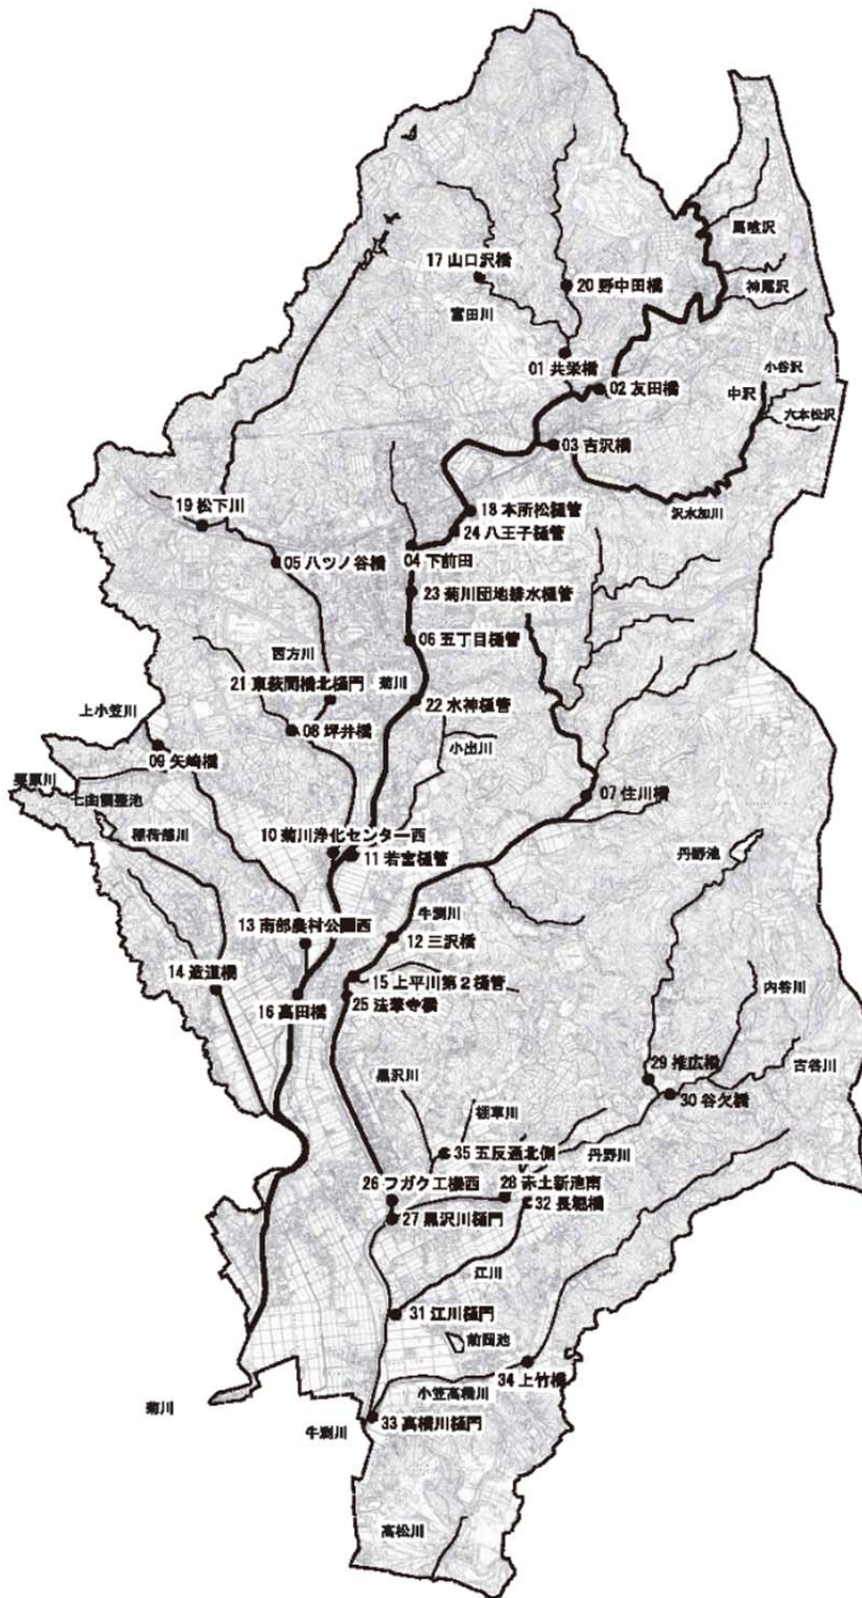 馬喰沢
17 山口沢橋
神尾沢
20 野中田橋
富田川
01 共栄橋
小谷沢
02 友田橋
中沢
六本松沢
03 吉沢橋
19 松下川
18 本所松樋管
沢水加川
24 八王子樋管
04 下前田
05 八ツノ谷橋
23 菊川団地排水樋管
06 五丁目樋管
西方川
21 東萩間橋北樋門
菊川
22 水神樋管
上小笠川
08 坪井橋
小出川
09 矢崎橋
栗原川
07 住川橋
七曲調整池
稲荷部川
10 菊川浄化センター西
11 若宮樋管
丹野池
牛渕川
13 南部農村公園西
12 三沢橋
14 造道橋
15 上平川第2樋管
内谷川
16 高田橋
25 法華寺橋
29 推広橋
古谷川
黒沢川
30 谷欠橋
棚草川
35 五反通北側
丹野川
26 フガク工機西
28 赤土新池南
32 長池橋
27 黒沢川樋門
江川
31 江川樋門
前田池
34 上竹橋
小笠高橋川
菊川
33 高橋川樋門
牛渕川
高松川